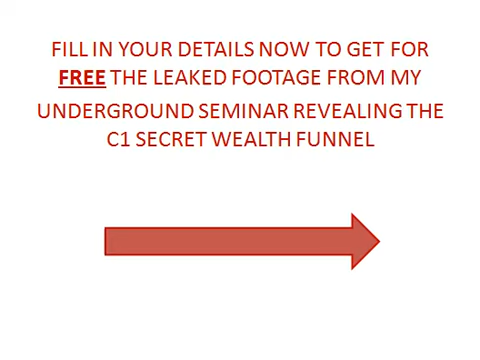 FILL IN YOUR DETAILS NOW TO GET FOR
FREE THE LEAKED FOOTAGE FROM MY
UNDERGROUND SEMINAR REVEALING THE
C1 SECRET WEALTH FUNNEL